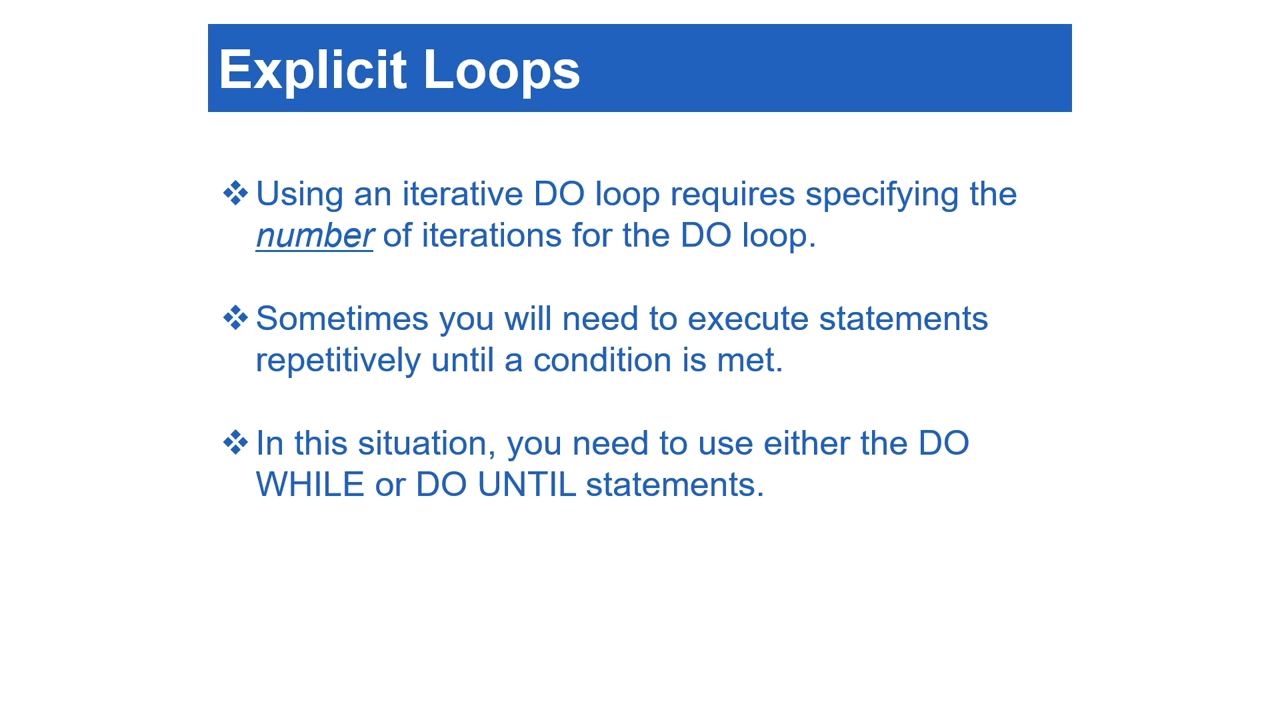 Explicit Loops
❖ Using an iterative DO loop requires specifying the
number of iterations for the DO loop.
❖ Sometimes you will need to execute statements
repetitively until a condition is met.
❖ In this situation, you need to use either the DO
WHILE or DO UNTIL statements.